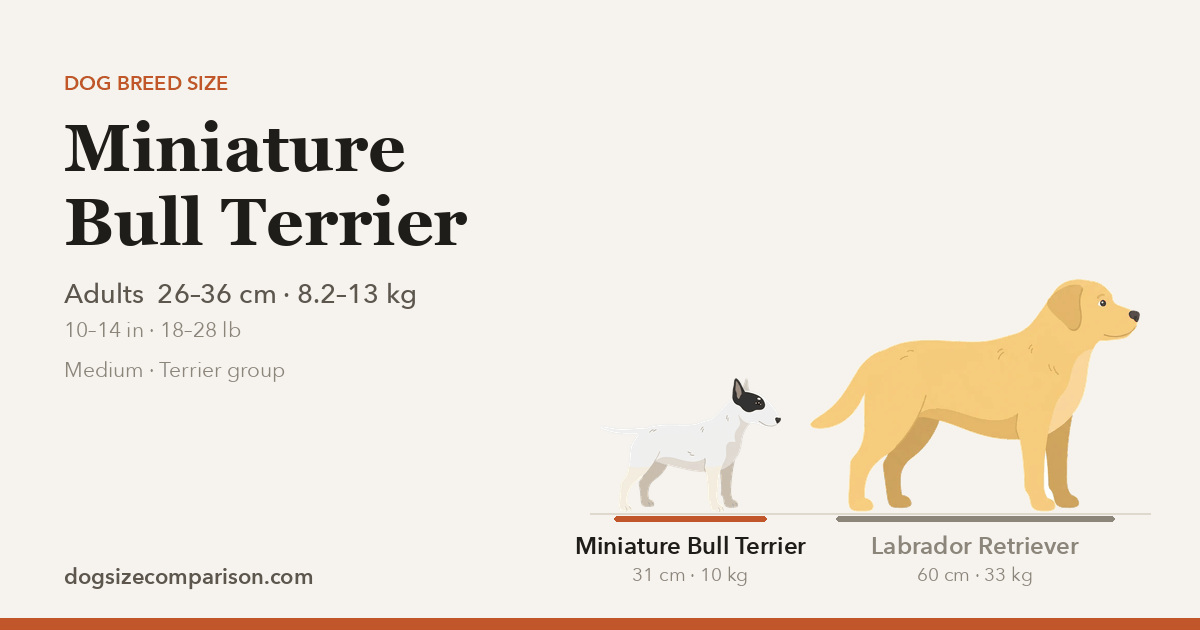 DOG BREED SIZE
Miniature
Bull Terrier
Adults 26–36 cm · 8.2–13 kg
10–14 in · 18–28 lb
Medium · Terrier group
Miniature Bull Terrier
31 cm · 10 kg
Labrador Retriever
60 cm · 33 kg
dogsizecomparison.com